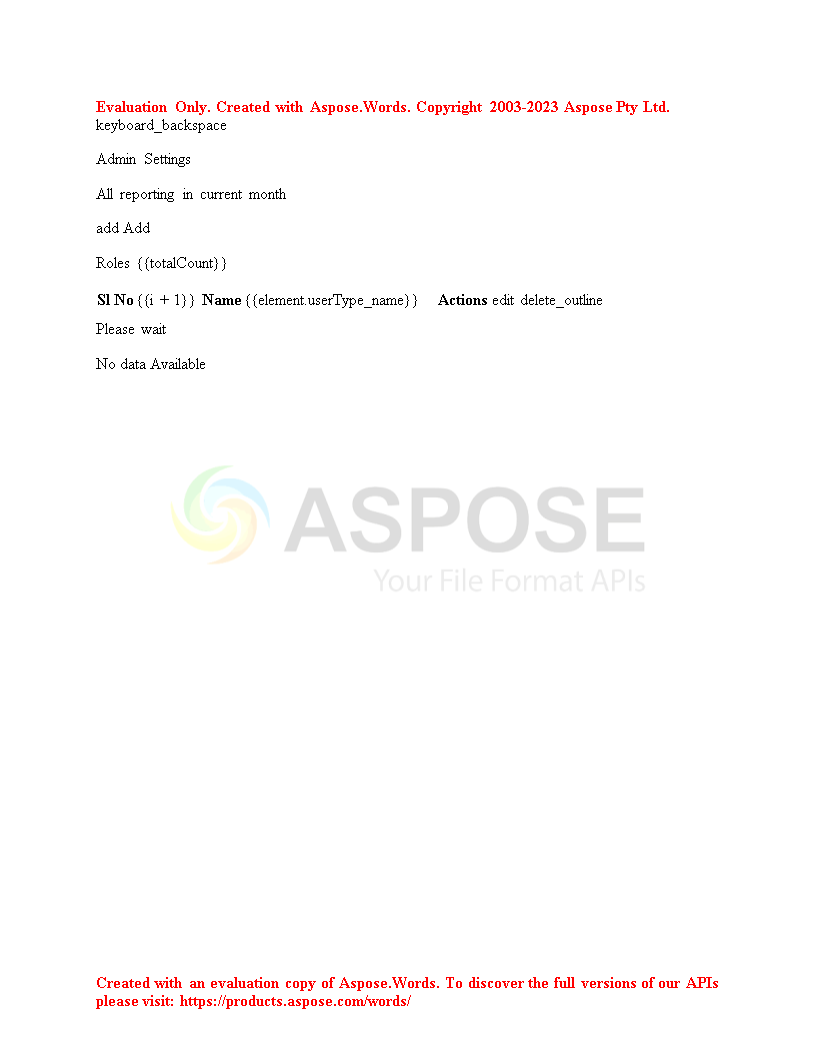 Evaluation Only. Created with Aspose.Words. Copyright 2003-2023 Aspose Pty Ltd.
keyboard_backspace
Admin Settings
All reporting in current month
add Add
Roles {{totalCount}}
Sl No {{i + 1}} Name {{element.userType_name}} Actions edit delete_outline
Please wait
No data Available
ASPOSE
Your File Format APIs
Created with an evaluation copy of Aspose.Words. To discover the full versions of our APIs
please visit: https://products.aspose.com/words/